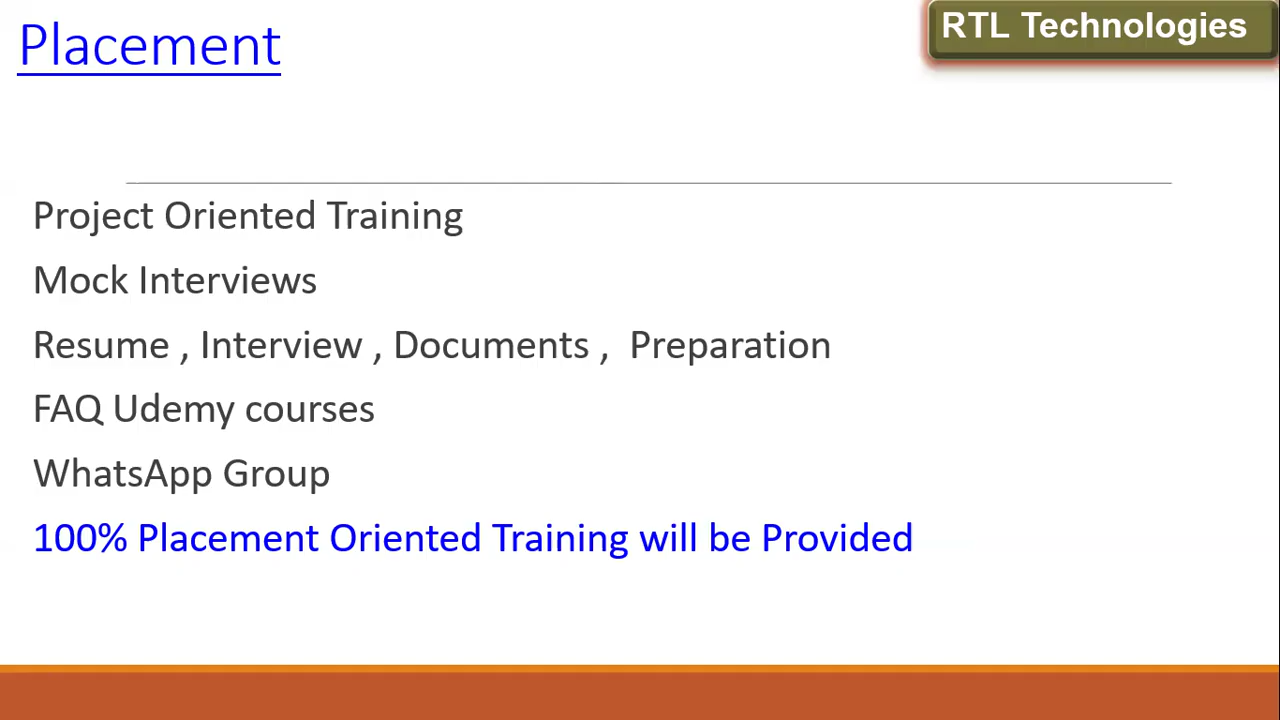 Placement
RTL Technologies
Project Oriented Training
Mock Interviews
Resume , Interview , Documents ,  Preparation
FAQ Udemy courses
WhatsApp Group
100% Placement Oriented Training will be Provided